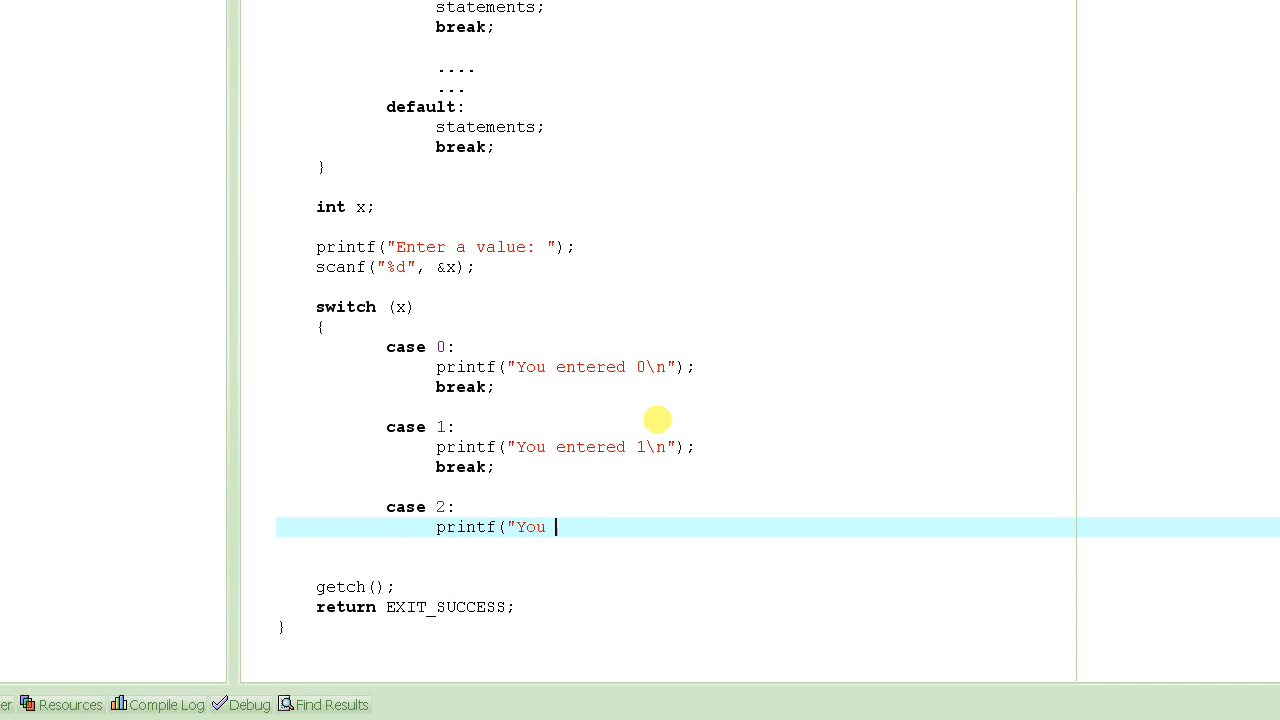 statements;
break;
....
...
default:
statements;
break;
}
int x;
printf("Enter a value: ");
scanf("%d", &x);
switch (x)
{
case 0:
printf("You entered 0\n");
break;
case 1:
printf("You entered 1\n");
break;
case 2:
printf("You
getch();
return EXIT_SUCCESS;
}
er Resources Compile Log Debug Find Results